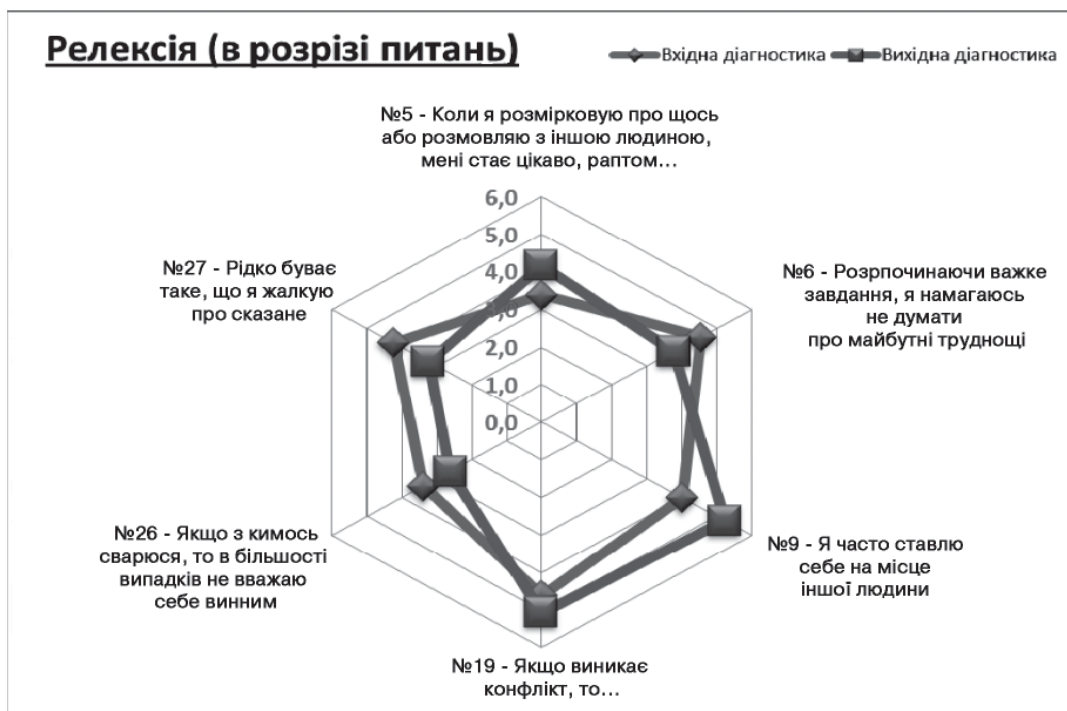 Релексія (в розрізі питань)
Вхідна діагностика
Вихідна діагностика
№5 - Коли я розмірковую про щось
або розмовляю з іншою людиною,
мені стає цікаво, раптом...
6,0
5,0
4,0
3,0
2,0
1,0
0,0
№27 - Рідко буває
таке, що я жалкую
про сказане
№6 - Розрпочинаючи важке
завдання, я намагаюсь
не думати
про майбутні труднощі
№26 - Якщо з кимось
сварюся, то в більшості
випадків не вважаю
себе винним
№9 - Я часто ставлю
себе на місце
іншої людини
№19 - Якщо виникає
конфлікт, то...